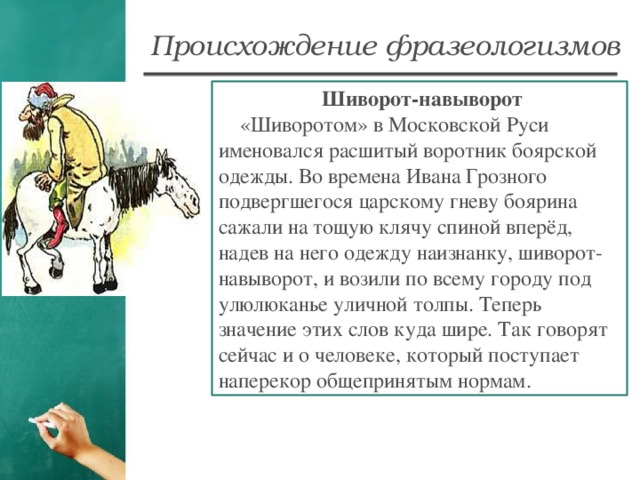 Происхождение фразеологизмов
Шиворот-навыворот
«Шиворотом» в Московской Руси
именовался расшитый воротник боярской
одежды. Во времена Ивана Грозного
подвергшегося царскому гневу боярина
сажали на тощую клячу спиной вперёд,
надев на него одежду наизнанку, шиворот-
навыворот, и возили по всему городу под
улюлюканье уличной толпы. Теперь
значение этих слов куда шире. Так говорят
сейчас и о человеке, который поступает
наперекор общепринятым нормам.